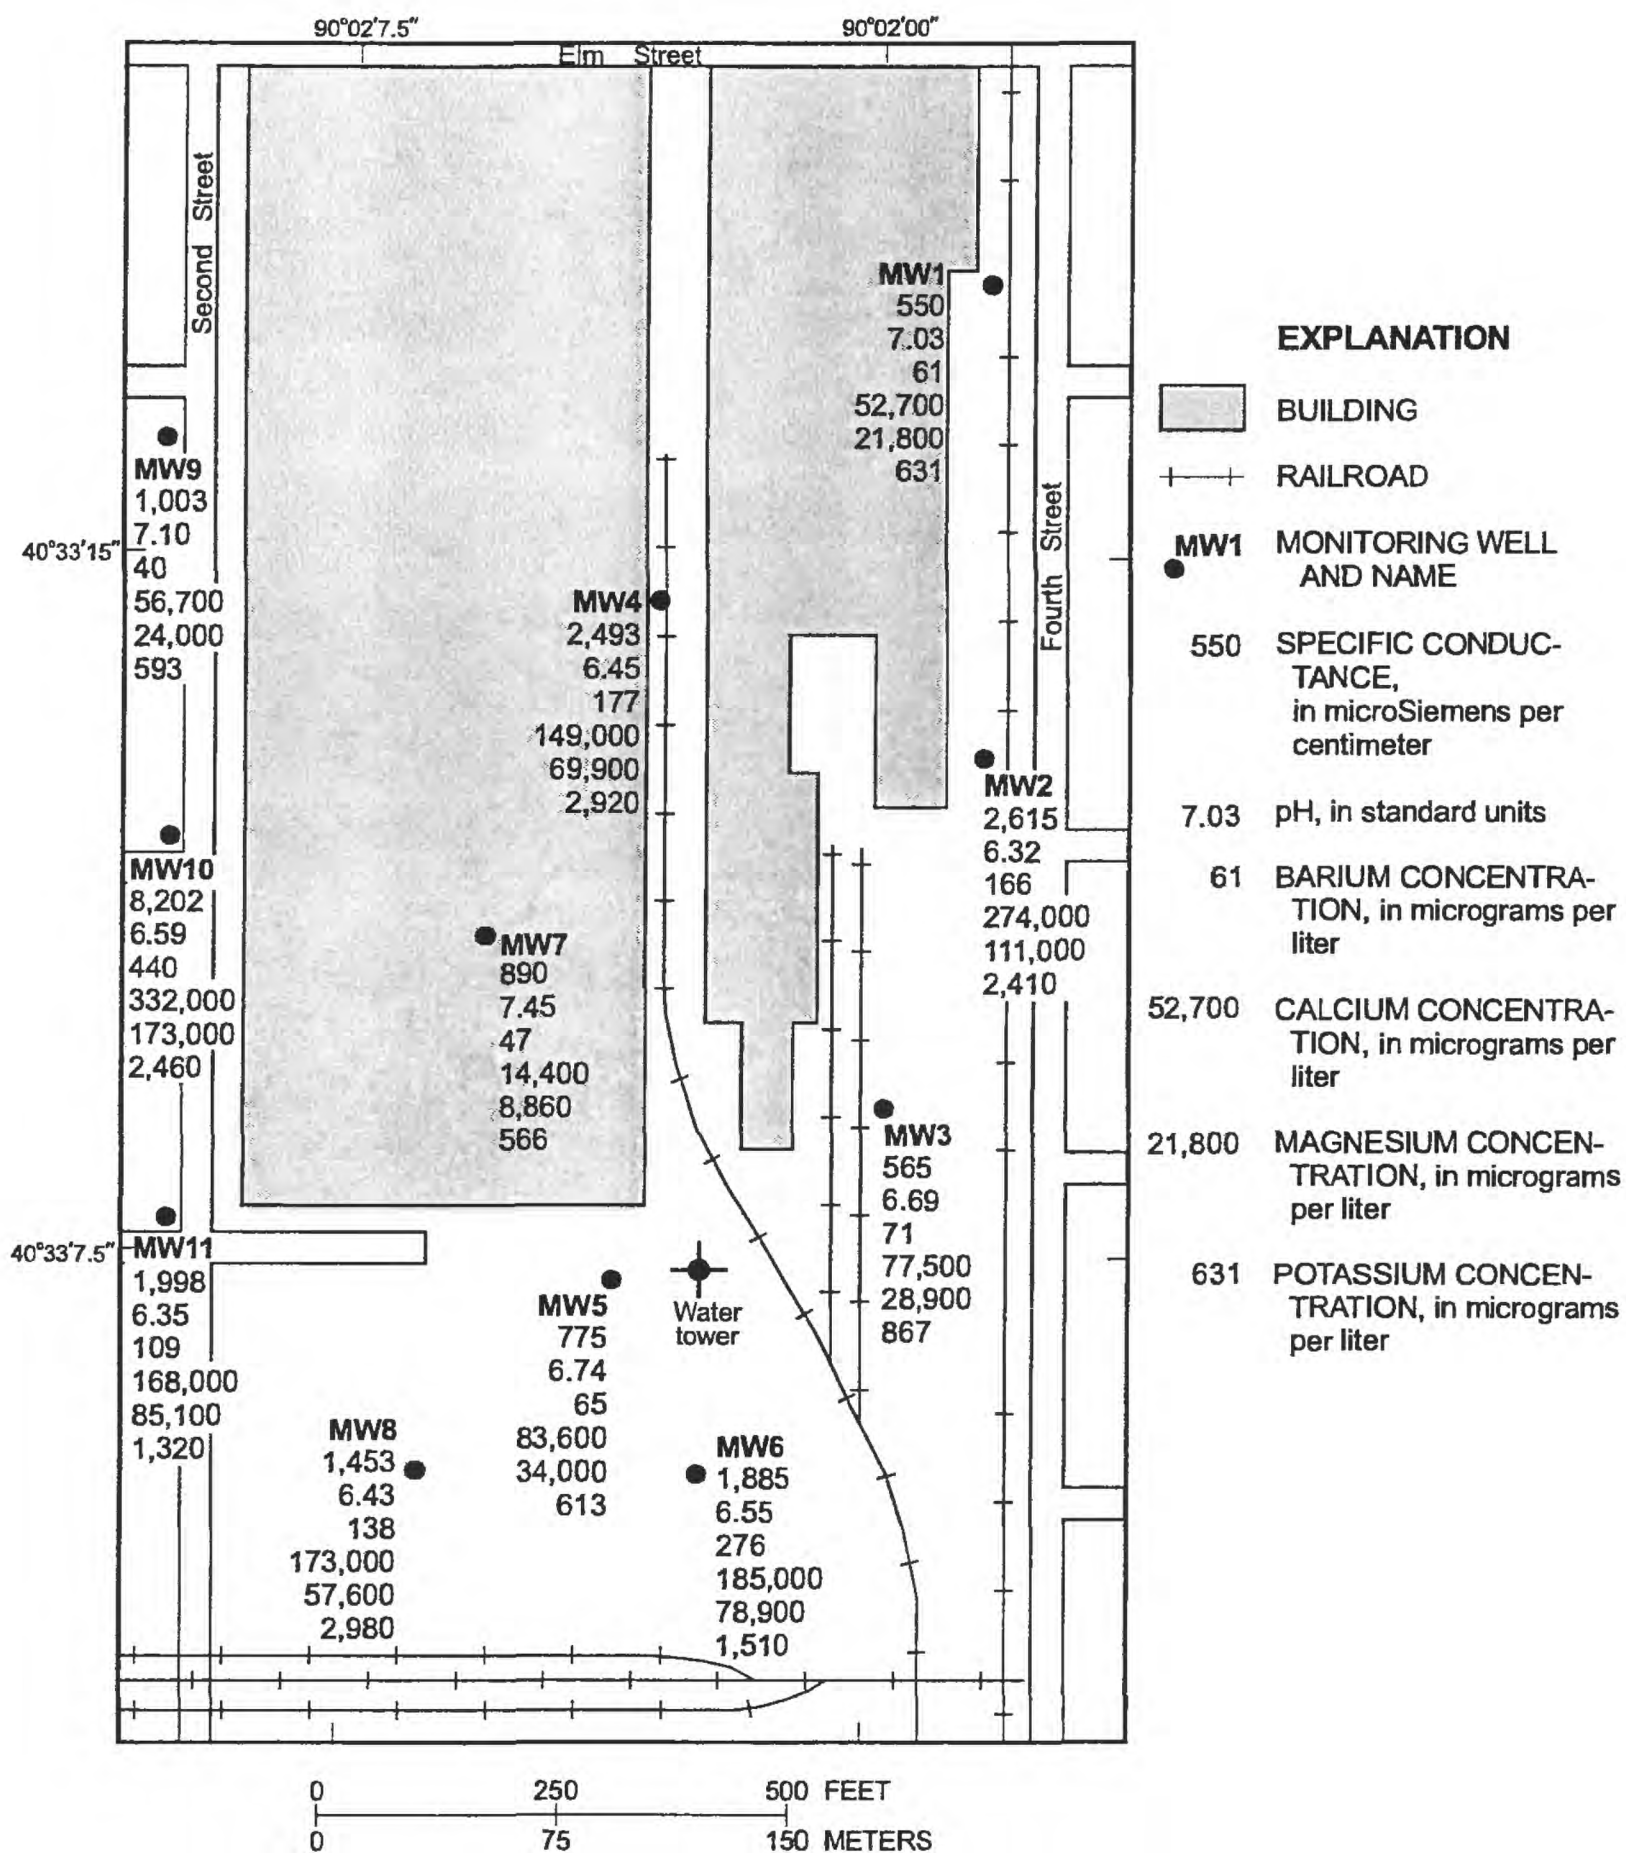 90°02'7.5"
90°02'00"
Elm Street
Second Street
MW1
550
7.03
61
52,700
21,800
631
MW9
1,003
7.10
40
56,700
24,000
593
40°33'15"
MW4
2,493
6.45
177
149,000
69,900
2,920
Fourth Street
MW2
2,615
6.32
166
274,000
111,000
2,410
MW10
8,202
6.59
440
332,000
173,000
2,460
MW7
890
7.45
47
14,400
8,860
566
MW3
565
6.69
71
77,500
28,900
867
40°33'7.5"
MW11
1,998
6.35
109
168,000
85,100
1,320
MW5
775
6.74
65
83,600
34,000
613
Water
tower
MW8
1,453
6.43
138
173,000
57,600
2,980
MW6
1,885
6.55
276
185,000
78,900
1,510
0 250 500 FEET
0 75 150 METERS
EXPLANATION
BUILDING
RAILROAD
MW1 MONITORING WELL
AND NAME
550 SPECIFIC CONDUC-
TANCE,
in microSiemens per
centimeter
7.03 pH, in standard units
61 BARIUM CONCENTRA-
TION, in micrograms per
liter
52,700 CALCIUM CONCENTRA-
TION, in micrograms per
liter
21,800 MAGNESIUM CONCEN-
TRATION, in micrograms
per liter
631 POTASSIUM CONCEN-
TRATION, in micrograms
per liter